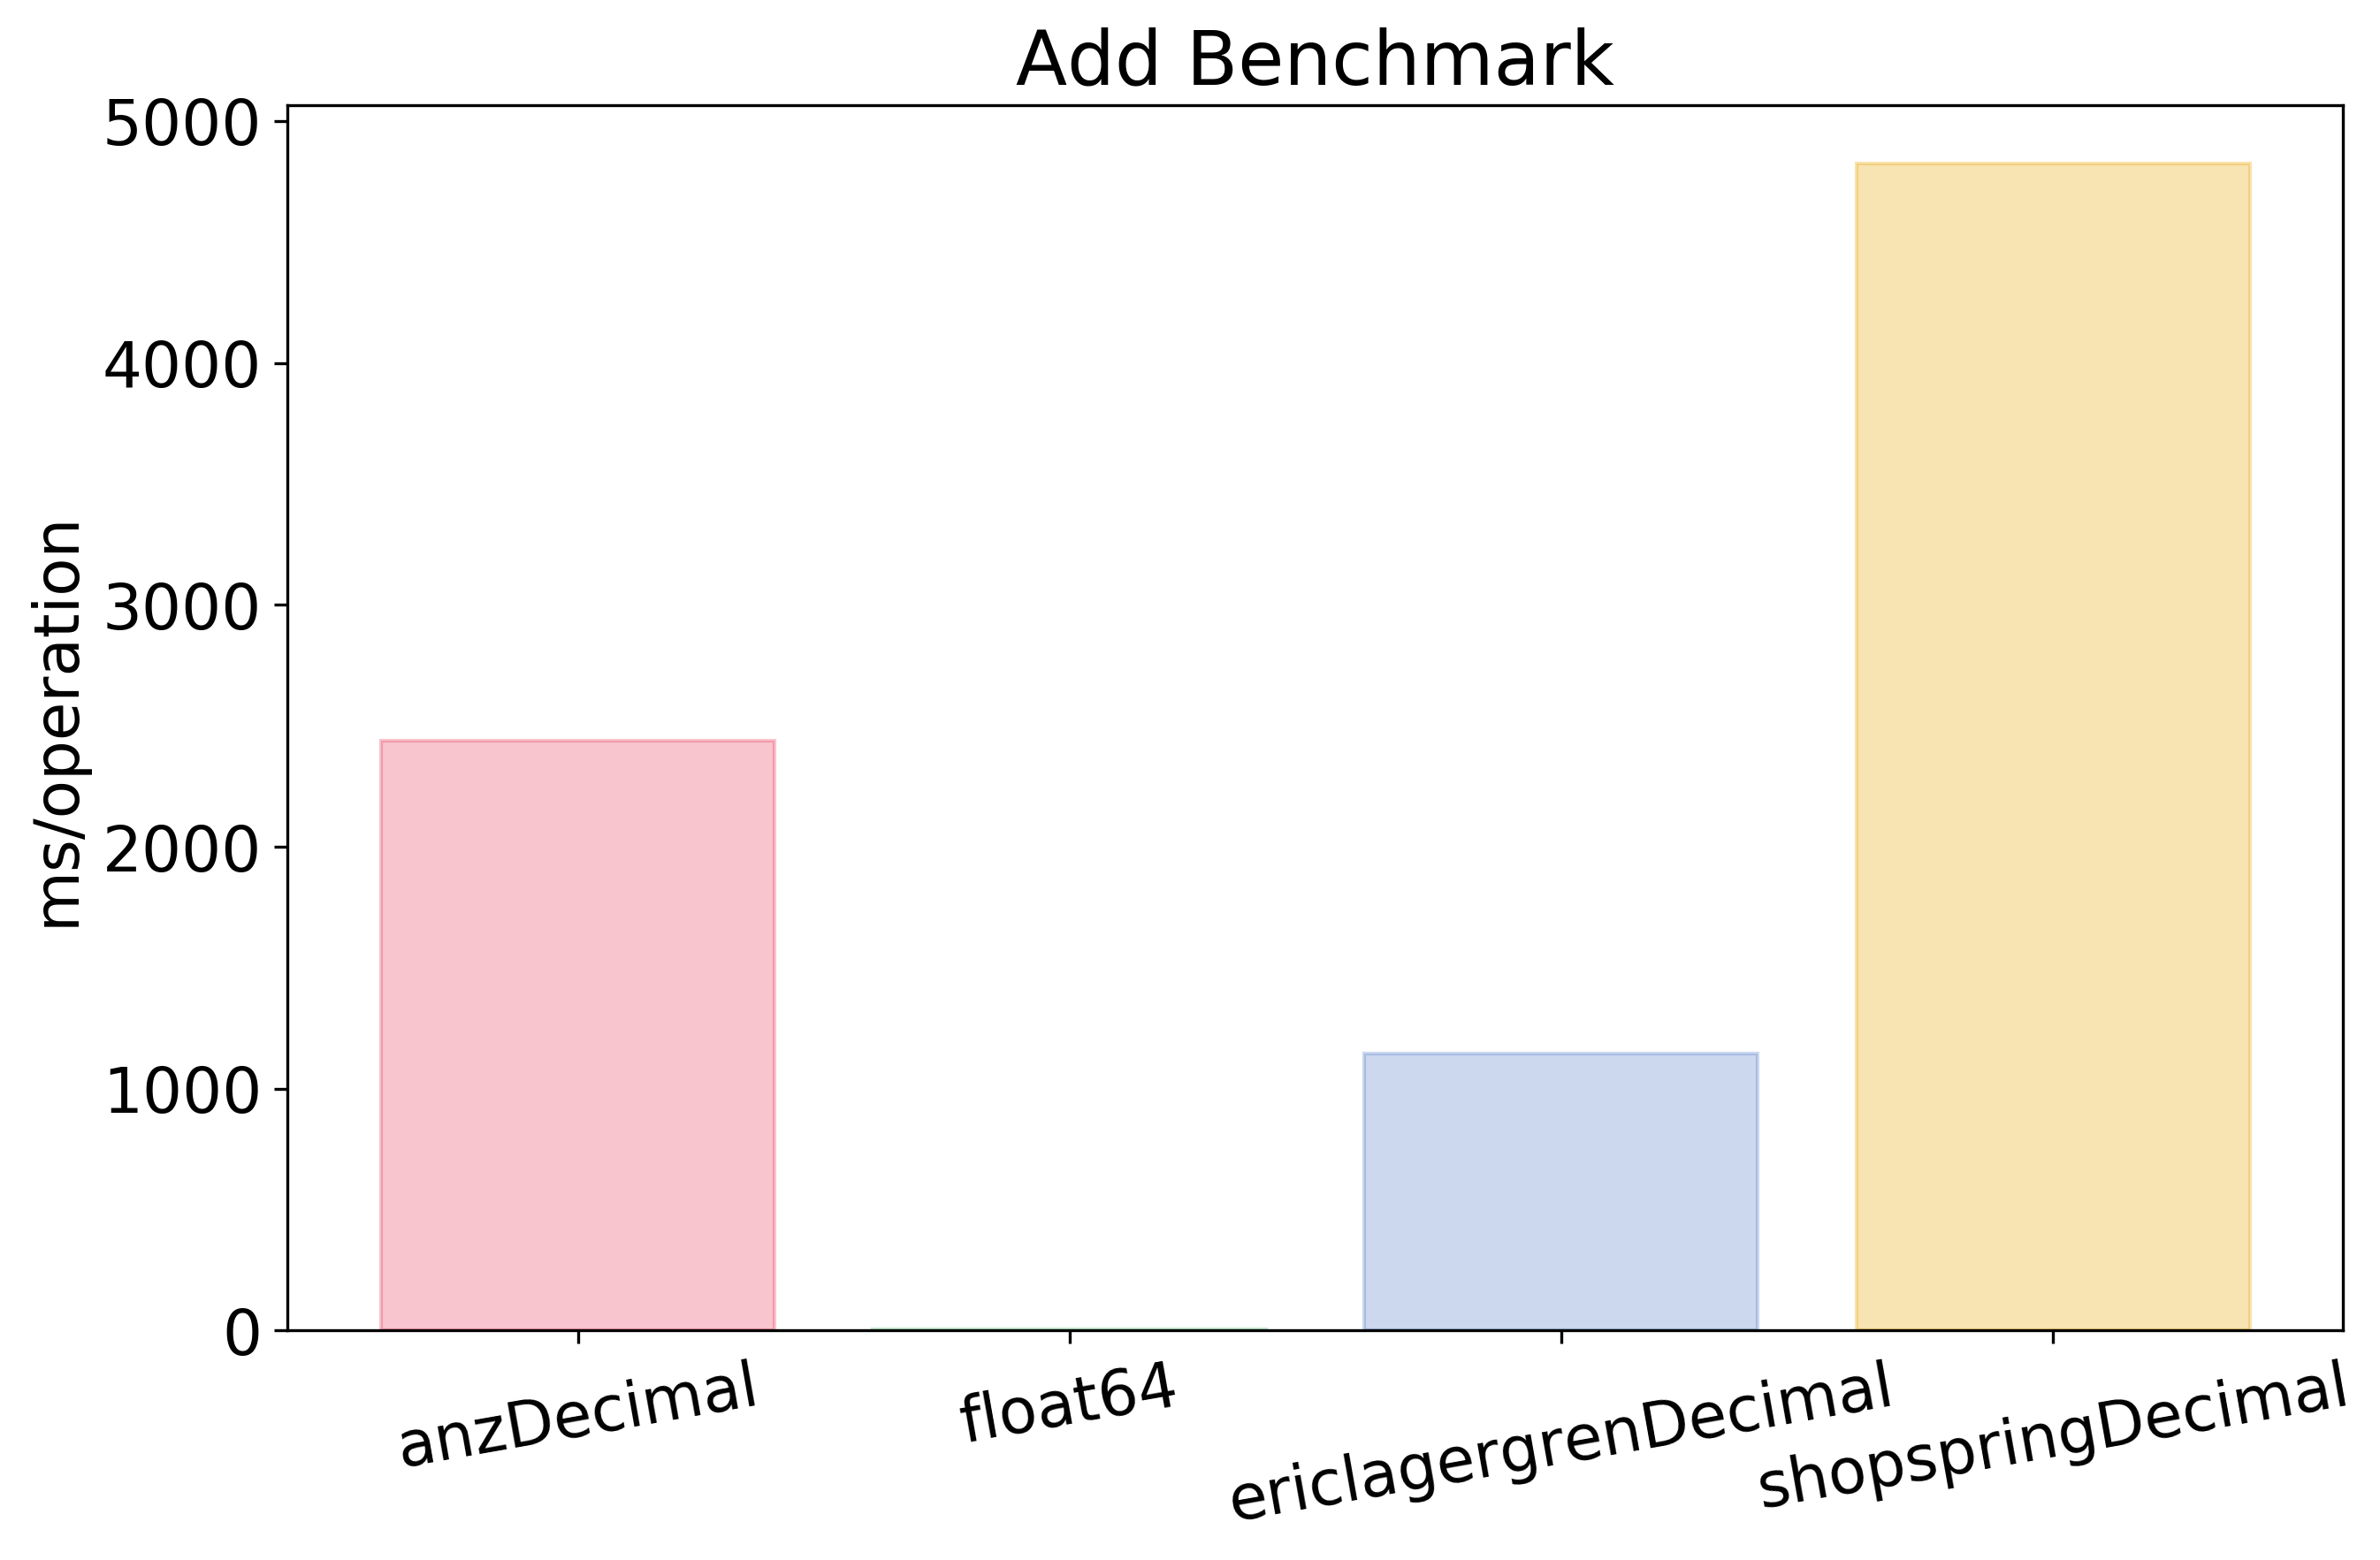 Add Benchmark
ms/operation
5000
4000
3000
2000
1000
0
anzDecimal
float64
ericlagergrenDecimal
shopspringDecimal